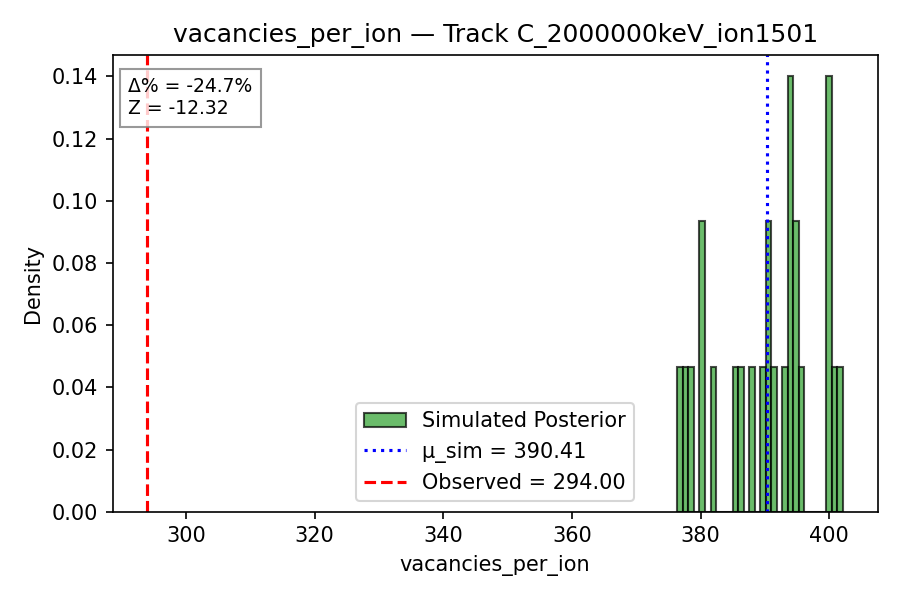 vacancies_per_ion — Track C_2000000keV_ion1501
Δ% = -24.7%
Z = -12.32
0.14
0.12
0.10
0.08
0.06
0.04
0.02
0.00
Density
Simulated Posterior
μ_sim = 390.41
Observed = 294.00
300 320 340 360 380 400
vacancies_per_ion